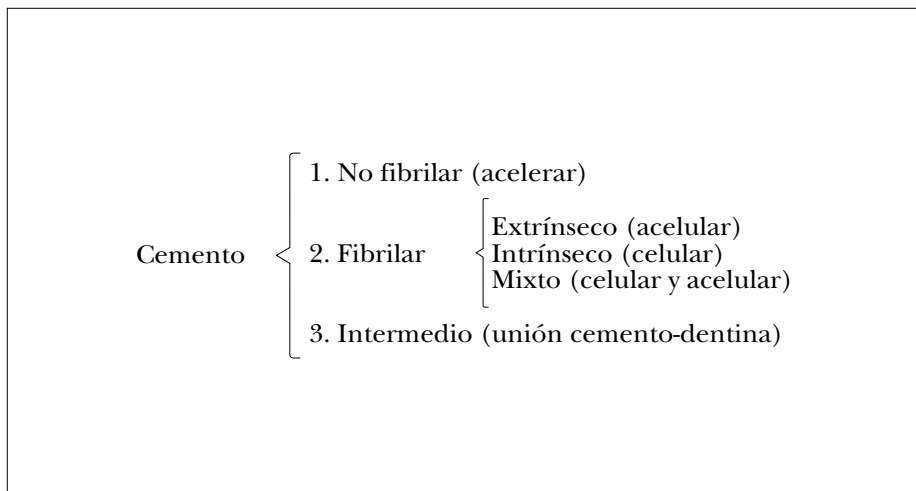 1. No fibrilar (acelerar)
Extrínseco (acelular)
Cemento 2. Fibrilar Intrínseco (celular)
Mixto (celular y acelular)
3. Intermedio (unión cemento-dentina)